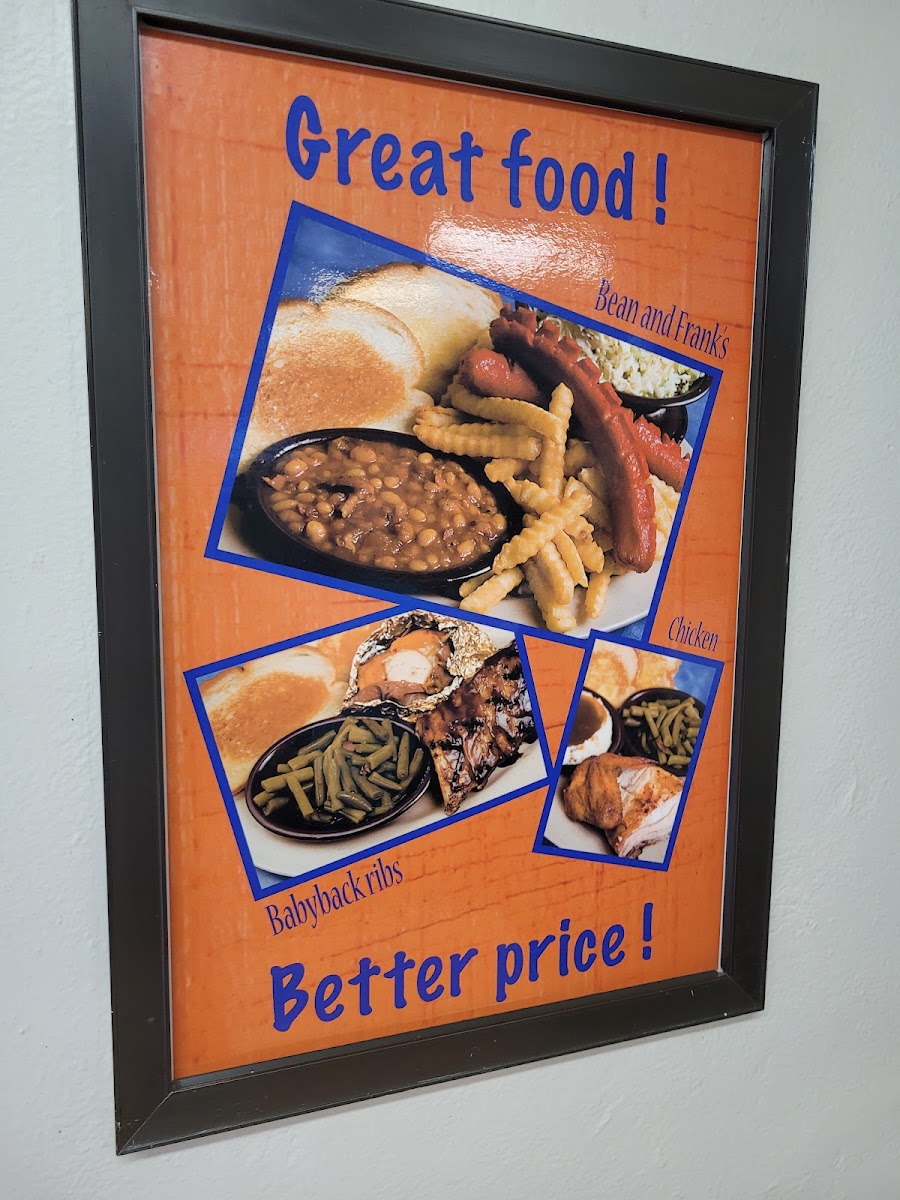 Great food !
Bean and Frank's
Chicken
Babyback ribs
Better price !